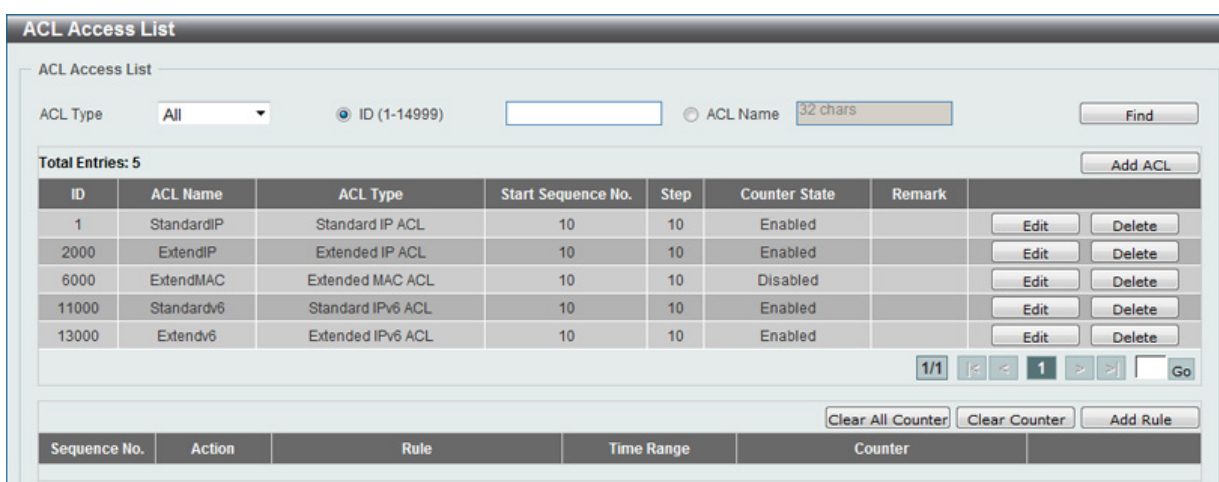 ACL Access List
ACL Access List
ACL Type All ID (1-14999) ACL Name 32 chars Find
Total Entries: 5 Add ACL
ID ACL Name ACL Type Start Sequence No. Step Counter State Remark
1 StandardIP Standard IP ACL 10 10 Enabled Edit Delete
2000 ExtendIP Extended IP ACL 10 10 Enabled Edit Delete
6000 ExtendMAC Extended MAC ACL 10 10 Disabled Edit Delete
11000 Standardv6 Standard IPv6 ACL 10 10 Enabled Edit Delete
13000 Extendv6 Extended IPv6 ACL 10 10 Enabled Edit Delete
1/1 |< < 1 > >| Go
Clear All Counter Clear Counter Add Rule
Sequence No. Action Rule Time Range Counter